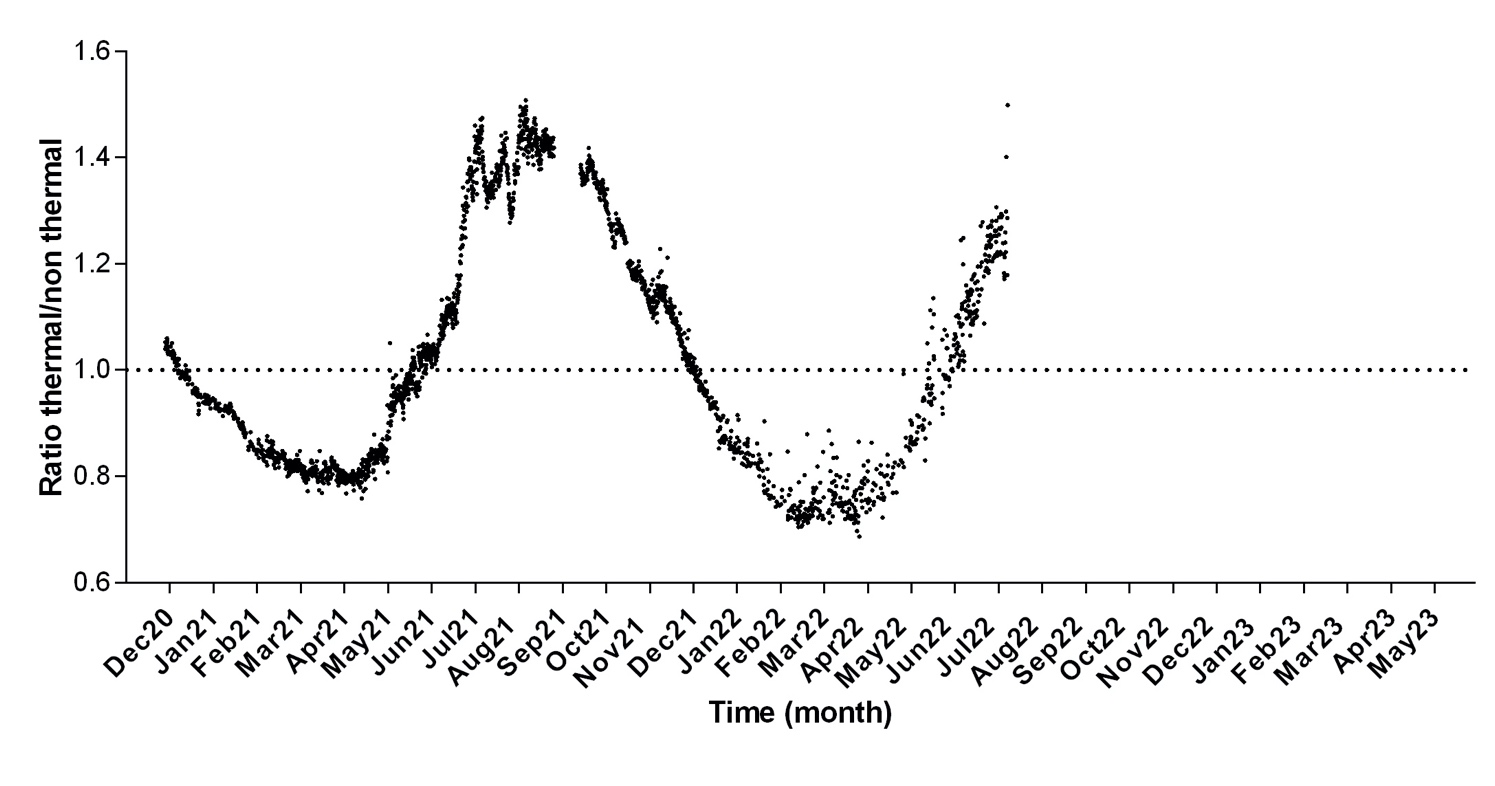 1.6
1.4
1.2
1.0
0.8
0.6
Ratio thermal/non thermal
Dec20
Jan21
Feb21
Mar21
Apr21
May21
Jun21
Jul21
Aug21
Sep21
Oct21
Nov21
Dec21
Jan22
Feb22
Mar22
Apr22
May22
Jun22
Jul22
Aug22
Sep22
Oct22
Nov22
Dec22
Jan23
Feb23
Mar23
Apr23
May23
Time (month)